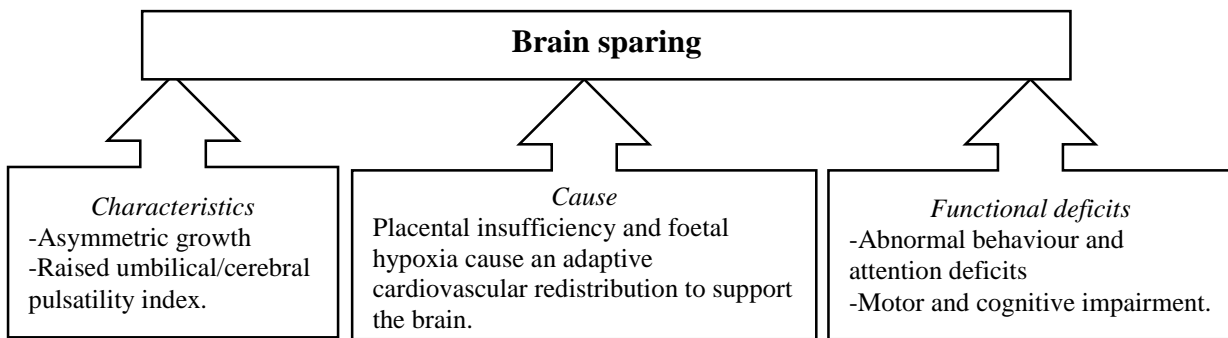 Brain sparing
Characteristics
-Asymmetric growth
-Raised umbilical/cerebral
pulsatility index.
Cause
Placental insufficiency and foetal
hypoxia cause an adaptive
cardiovascular redistribution to support
the brain.
Functional deficits
-Abnormal behaviour and
attention deficits
-Motor and cognitive impairment.